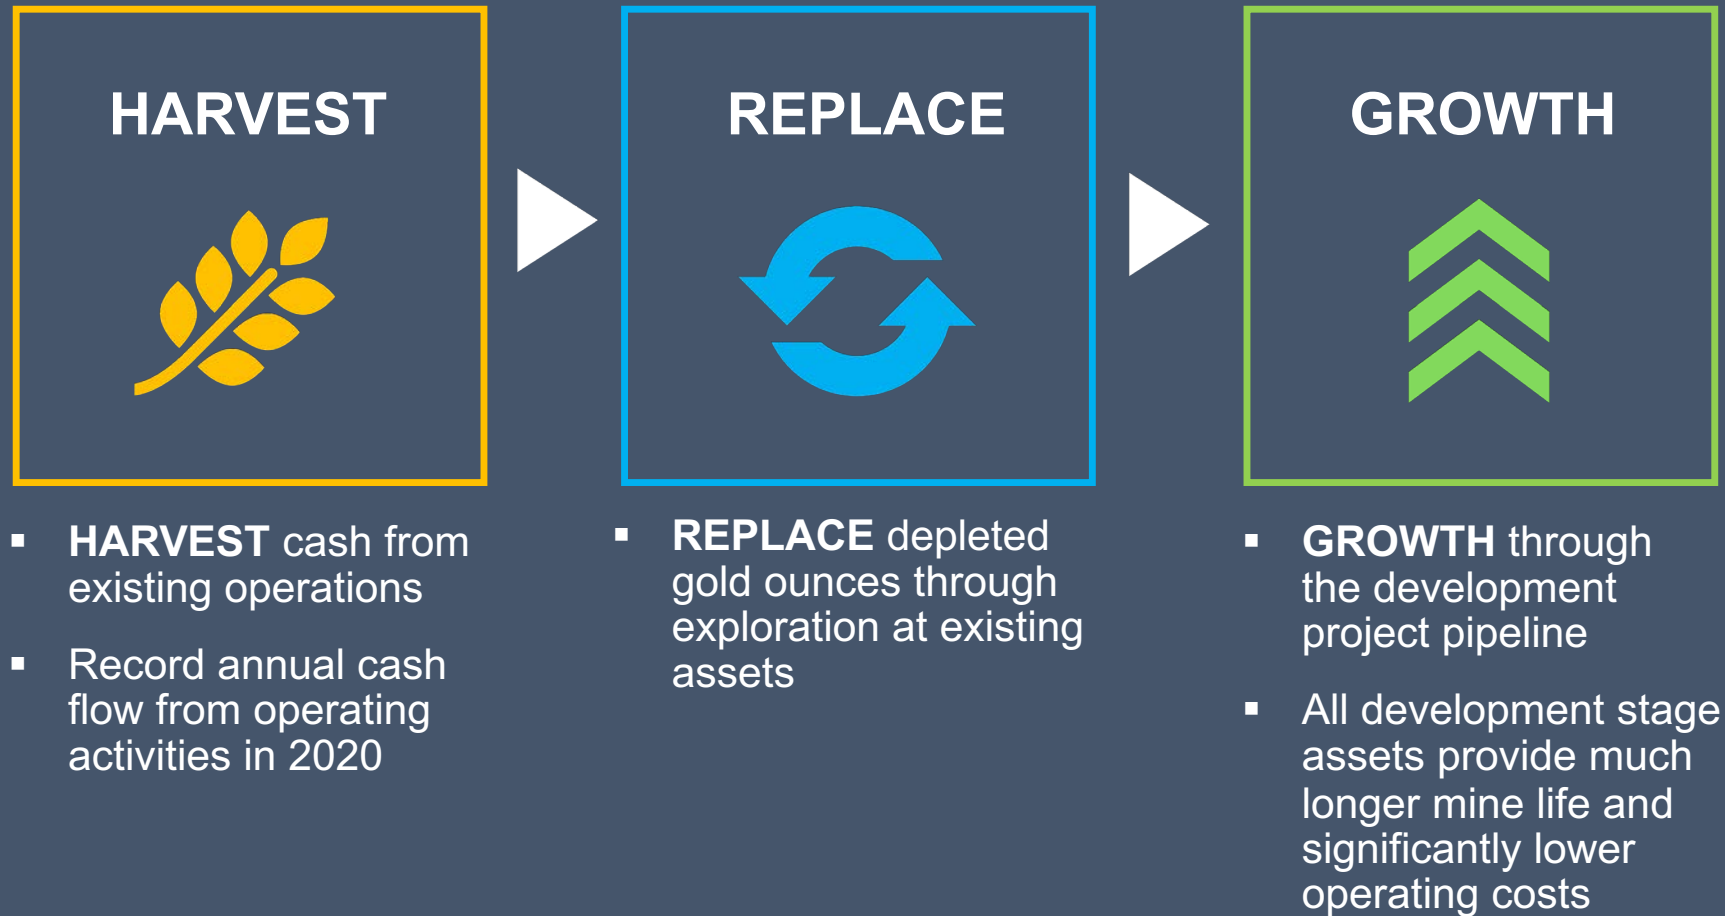 HARVEST
REPLACE
GROWTH
▪ HARVEST cash from
existing operations
▪ Record annual cash
flow from operating
activities in 2020
▪ REPLACE depleted
gold ounces through
exploration at existing
assets
▪ GROWTH through
the development
project pipeline
▪ All development stage
assets provide much
longer mine life and
significantly lower
operating costs